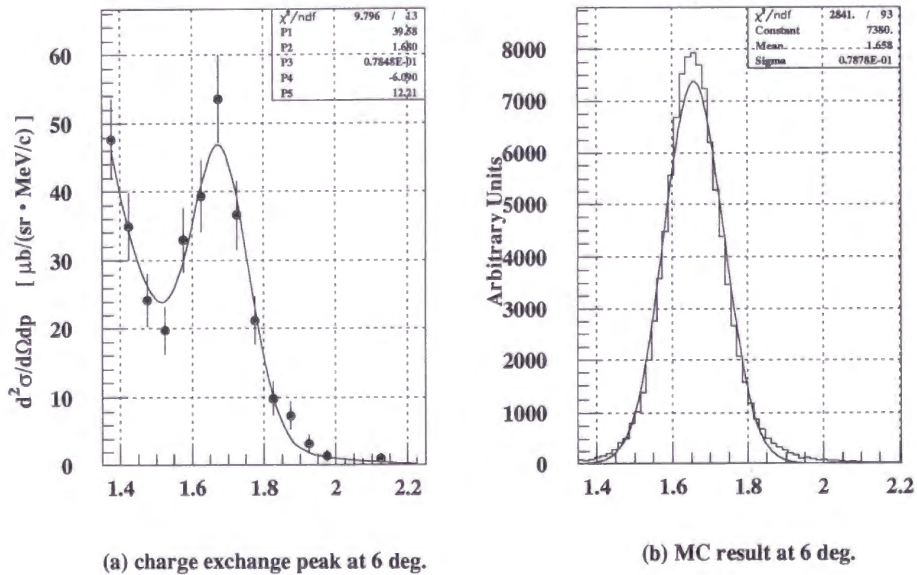 χ²/ndf 9.796 / 13
P1 39.38
P2 1.680
P3 0.7848E-01
P4 -6.090
P5 12.21
d²σ/dΩdp [ μb/(sr • MeV/c) ]
60
50
40
30
20
10
0
1.4 1.6 1.8 2 2.2
(a) charge exchange peak at 6 deg.
χ²/ndf 2841. / 93
Constant 7380.
Mean 1.658
Sigma 0.7878E-01
Arbitrary Units
8000
7000
6000
5000
4000
3000
2000
1000
0
1.4 1.6 1.8 2 2.2
(b) MC result at 6 deg.